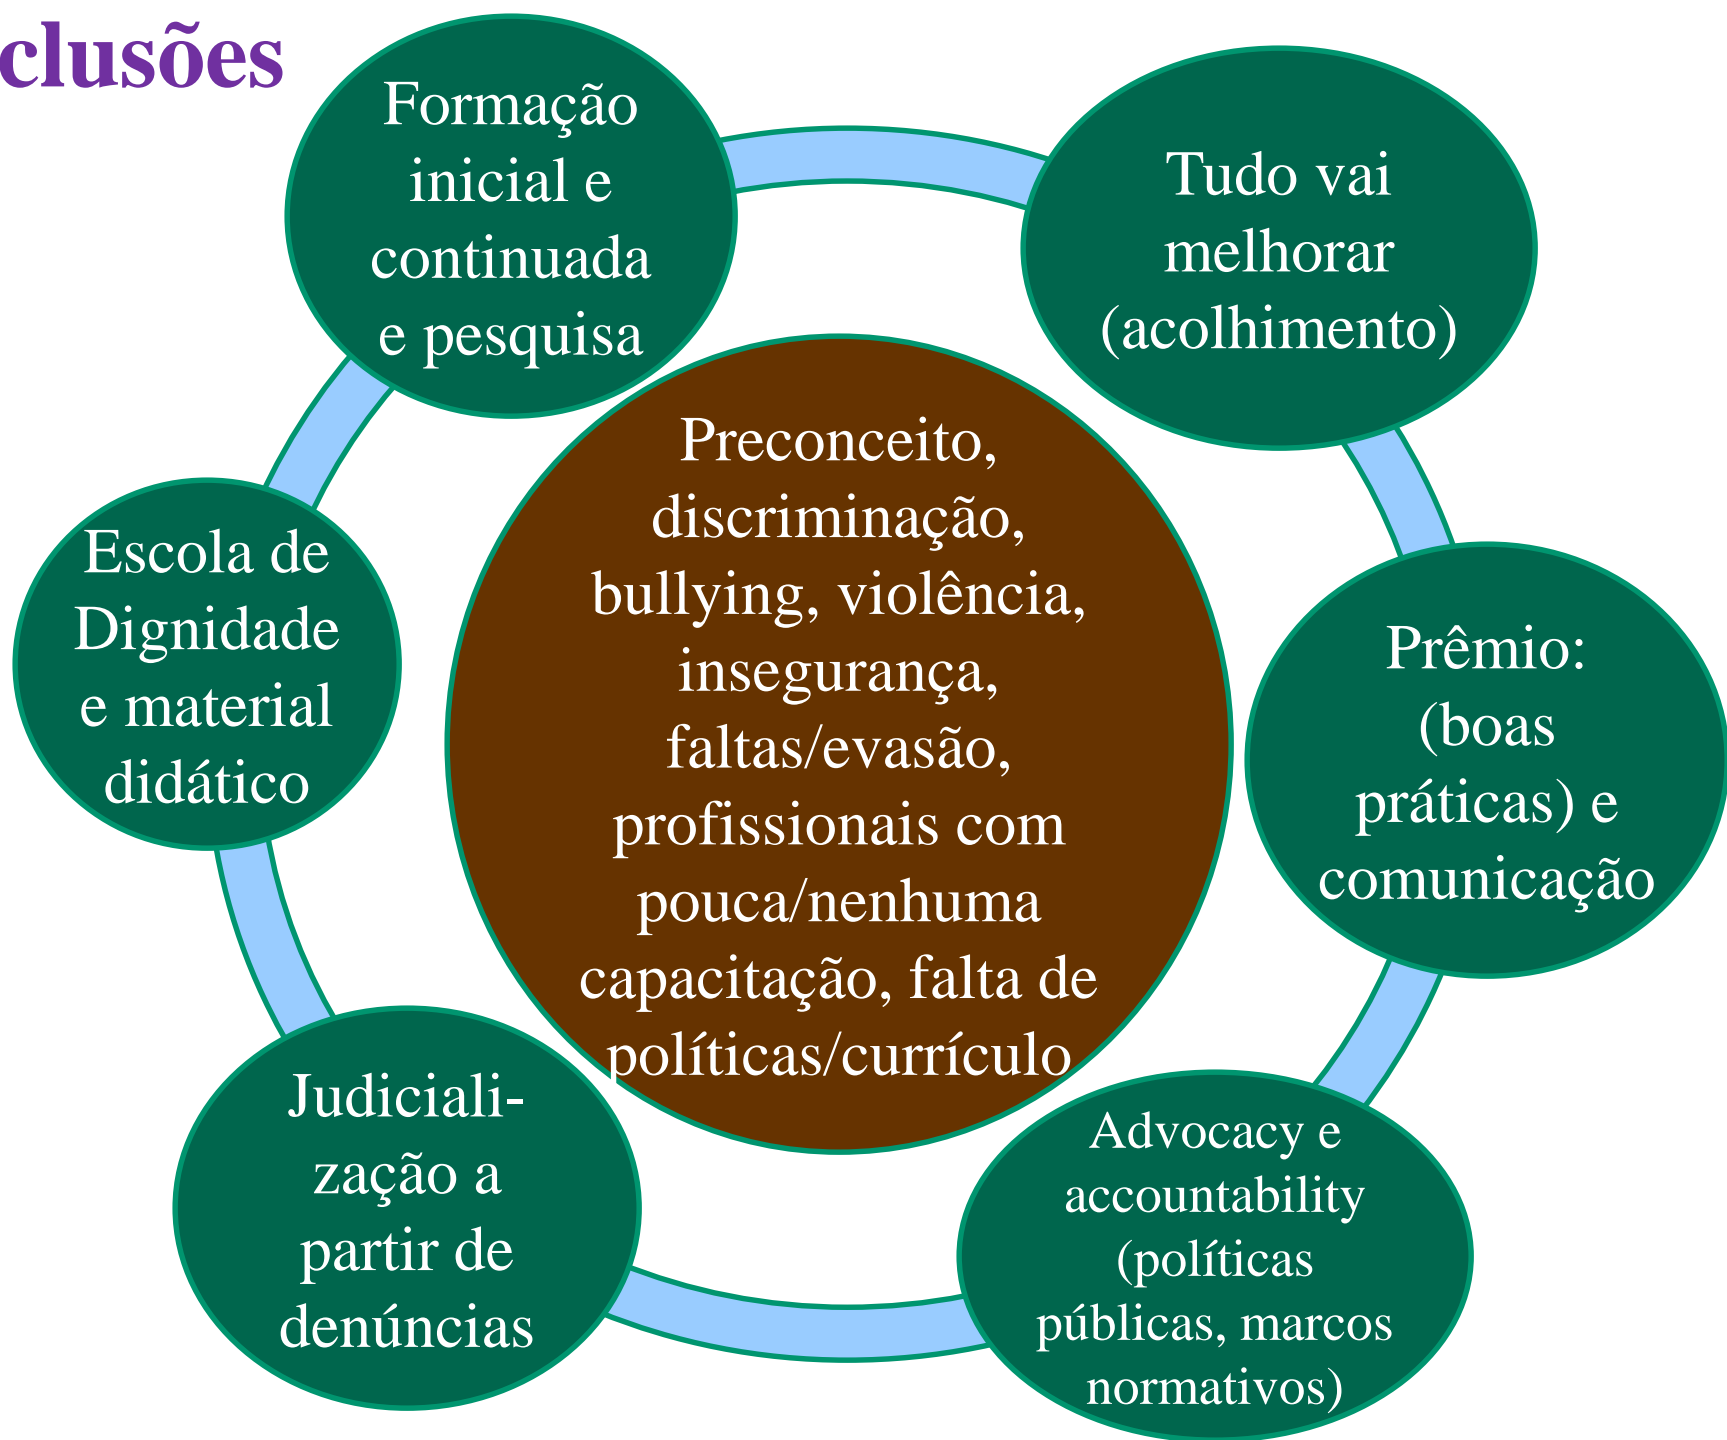 clusões
Formação
inicial e
continuada
e pesquisa
Tudo vai
melhorar
(acolhimento)
Preconceito,
discriminação,
bullying, violência,
insegurança,
faltas/evasão,
profissionais com
pouca/nenhuma
capacitação, falta de
políticas/currículo
Escola de
Dignidade
e material
didático
Prêmio:
(boas
práticas) e
comunicação
Judiciali-
zação a
partir de
denúncias
Advocacy e
accountability
(políticas
públicas, marcos
normativos)